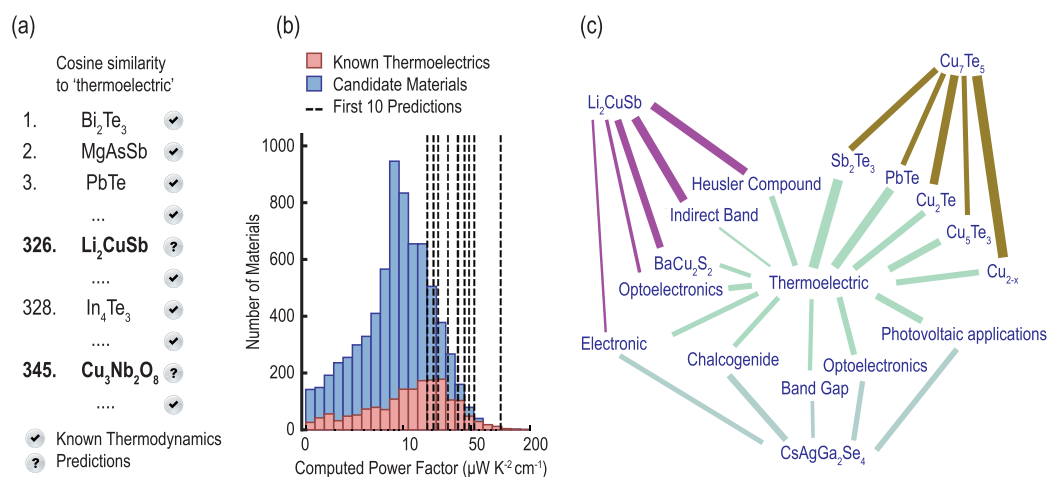 (a)
Cosine similarity
to ‘thermoelectric’
1. Bi2Te3
2. MgAsSb
3. PbTe
...
326. Li2CuSb ?
....
328. In4Te3
....
345. Cu3Nb2O8 ?
....
Known Thermodynamics
? Predictions
(b)
Known Thermoelectrics
Candidate Materials
First 10 Predictions
Number of Materials
1000
800
600
400
200
0
0 10 50 200
Computed Power Factor (µW K-2 cm-1)
(c)
Cu7Te5
Li2CuSb
Sb2Te3
PbTe
Heusler Compound
Cu2Te
Indirect Band
Cu5Te3
BaCu2S2
Cu2-x
Thermoelectric
Optoelectronics
Photovoltaic applications
Electronic
Chalcogenide
Optoelectronics
Band Gap
CsAgGa2Se4